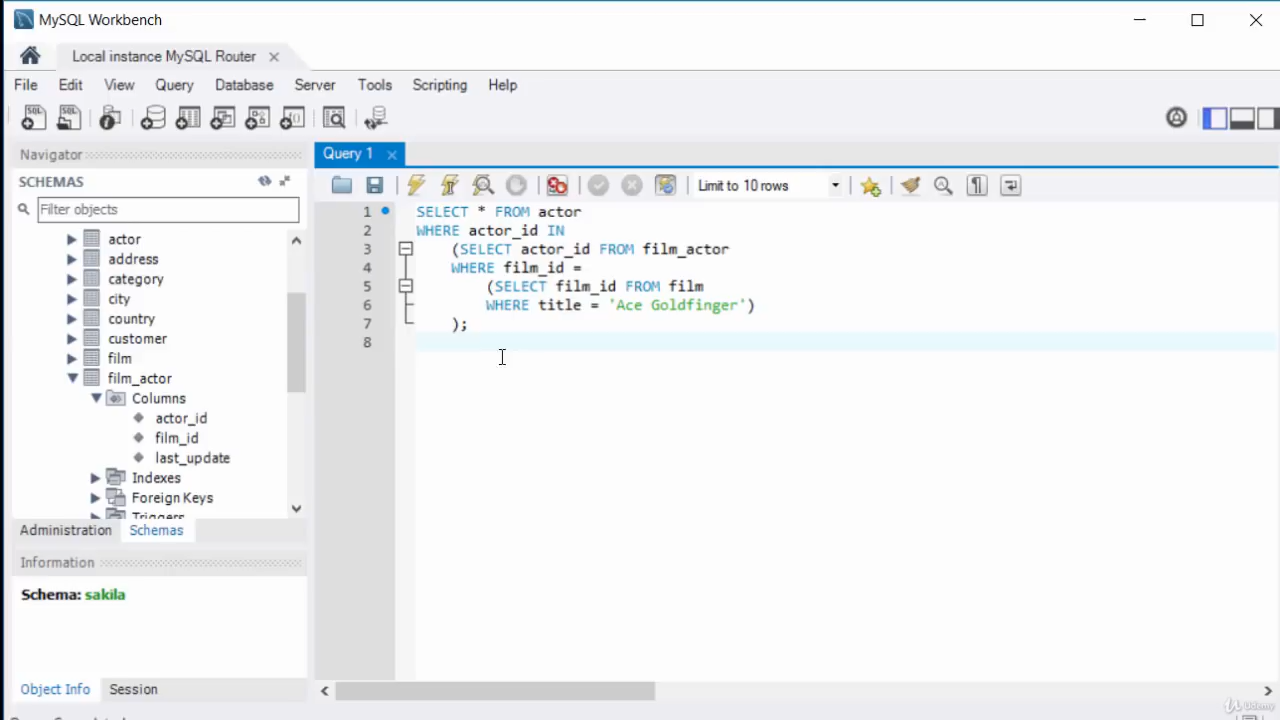 MySQL Workbench
Local instance MySQL Router
File Edit View Query Database Server Tools Scripting Help
Navigator
Query 1
SCHEMAS
Limit to 10 rows
Filter objects
1 SELECT * FROM actor
2 WHERE actor_id IN
3 (SELECT actor_id FROM film_actor
4 WHERE film_id =
5 (SELECT film_id FROM film
6 WHERE title = 'Ace Goldfinger')
7 );
8
actor
address
category
city
country
customer
film
film_actor
Columns
actor_id
film_id
last_update
Indexes
Foreign Keys
Triggers
Administration Schemas
Information
Schema: sakila
Object Info Session
Udemy